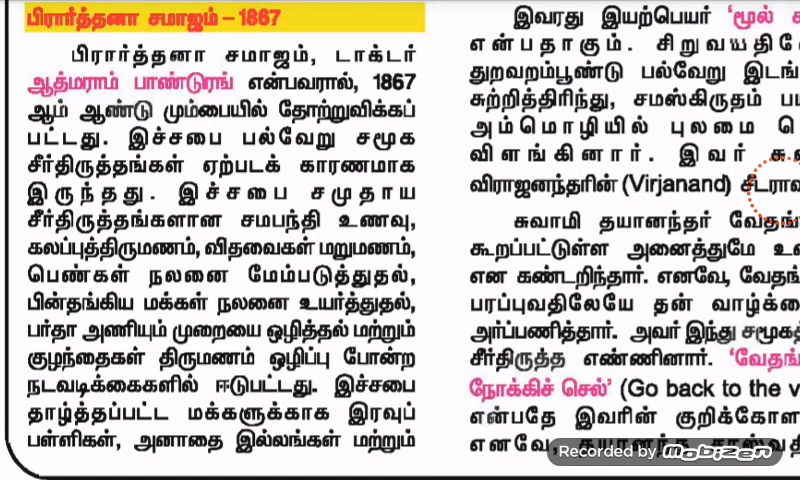 பிரார்த்தனா சமாஜம் – 1867
பிரார்த்தனா சமாஜம், டாக்டர்
ஆத்மராம் பாண்டுரங் என்பவரால், 1867
ஆம் ஆண்டு மும்பையில் தோற்றுவிக்கப்
பட்டது. இச்சபை பல்வேறு சமூக
சீர்திருத்தங்கள் ஏற்படக் காரணமாக
இருந்தது. இச்சபை சமுதாய
சீர்திருத்தங்களான சமபந்தி உணவு,
கலப்புத்திருமணம், விதவைகள் மறுமணம்,
பெண்கள் நலனை மேம்படுத்துதல்,
பின்தங்கிய மக்கள் நலனை உயர்த்துதல்,
பர்தா அணியும் முறையை ஒழித்தல் மற்றும்
குழந்தைகள் திருமணம் ஒழிப்பு போன்ற
நடவடிக்கைகளில் ஈடுபட்டது. இச்சபை
தாழ்த்தப்பட்ட மக்களுக்காக இரவுப்
பள்ளிகள், அனாதை இல்லங்கள் மற்றும்
இவரது இயற்பெயர் ‘மூல்
என்பதாகும். சிறுவயதி
துறவறம்பூண்டு பல்வேறு இடங்
சுற்றித்திரிந்து, சமஸ்கிருதம்
அம்மொழியில் புலமை
விளங்கினார். இவர்
விராஜனந்தரின் (Virjanand) சீடரா
சுவாமி தயானந்தர் வேத
கூறப்பட்டுள்ள அனைத்துமே
என கண்டறிந்தார். எனவே, வேத
பரப்புவதிலேயே தன் வாழ்க்
அர்ப்பணித்தார். அவர் இந்து சமூக
சீர்திருத்த எண்ணினார். ‘வேதங்
நோக்கிச் செல்’ (Go back to the v
என்பதே இவரின் குறிக்கோள
எனவே,
Recorded by Mobizen